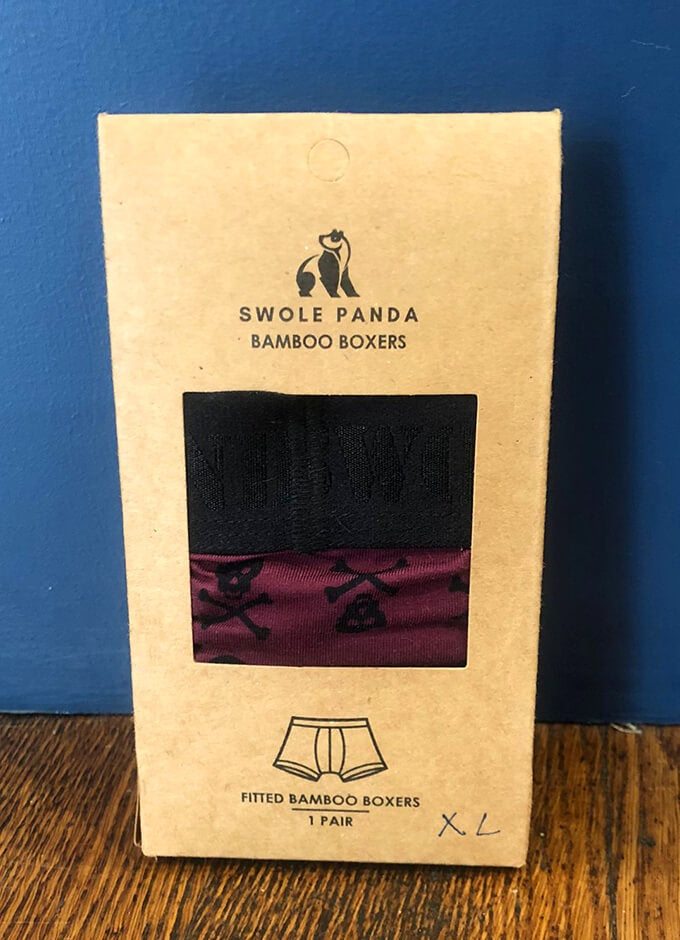 SWOLE PANDA
BAMBOO BOXERS
FITTED BAMBOO BOXERS
1 PAIR
XL